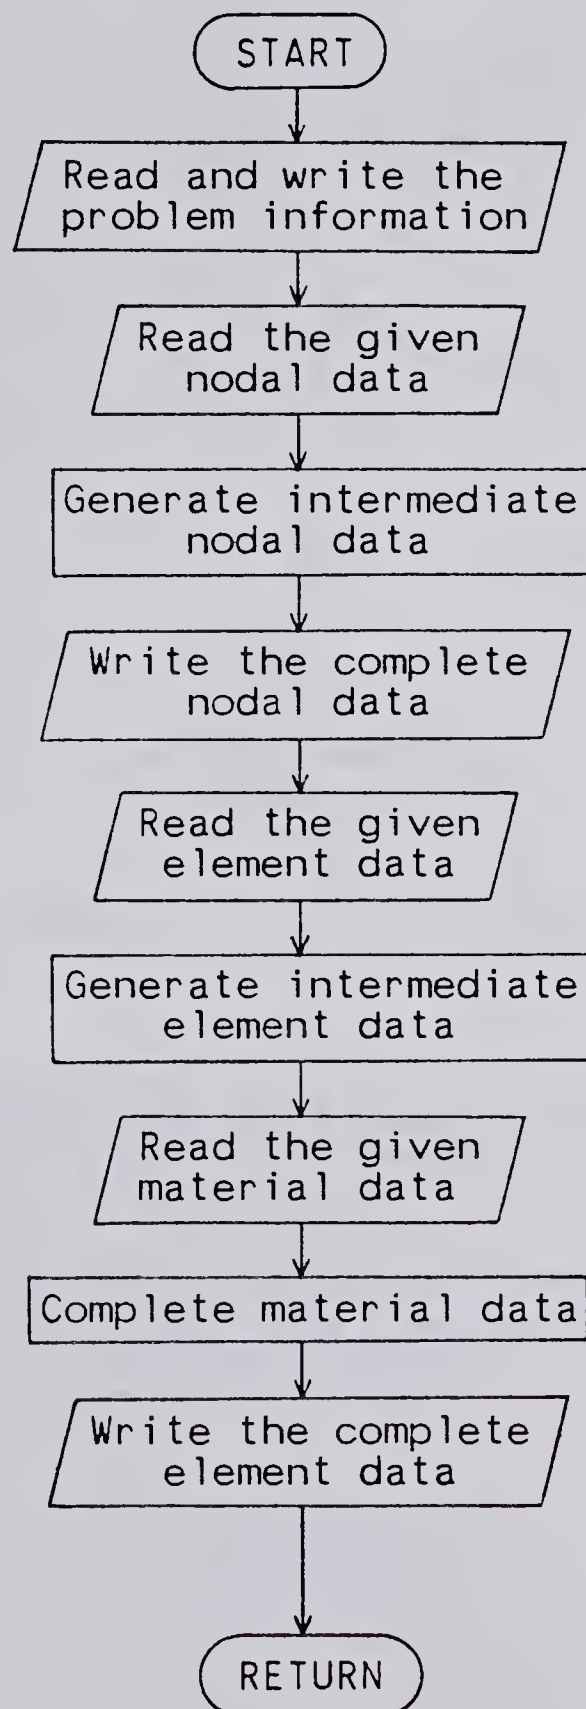 START
Read and write the
problem information
Read the given
nodal data
Generate intermediate
nodal data
Write the complete
nodal data
Read the given
element data
Generate intermediate
element data
Read the given
material data
Complete material data
Write the complete
element data
RETURN